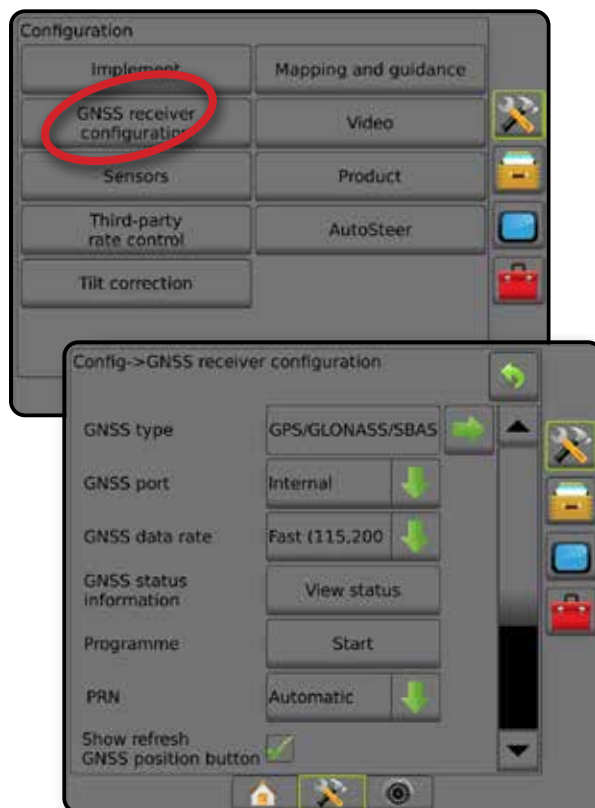 Configuration
Implement
Mapping and guidance
GNSS receiver
configuration
Video
Sensors
Product
Third-party
rate control
AutoSteer
Tilt correction
Config->GNSS receiver configuration
GNSS type
GPS/GLONASS/SBAS
GNSS port
Internal
GNSS data rate
Fast (115,200
GNSS status
information
View status
Programme
Start
PRN
Automatic
Show refresh
GNSS position button